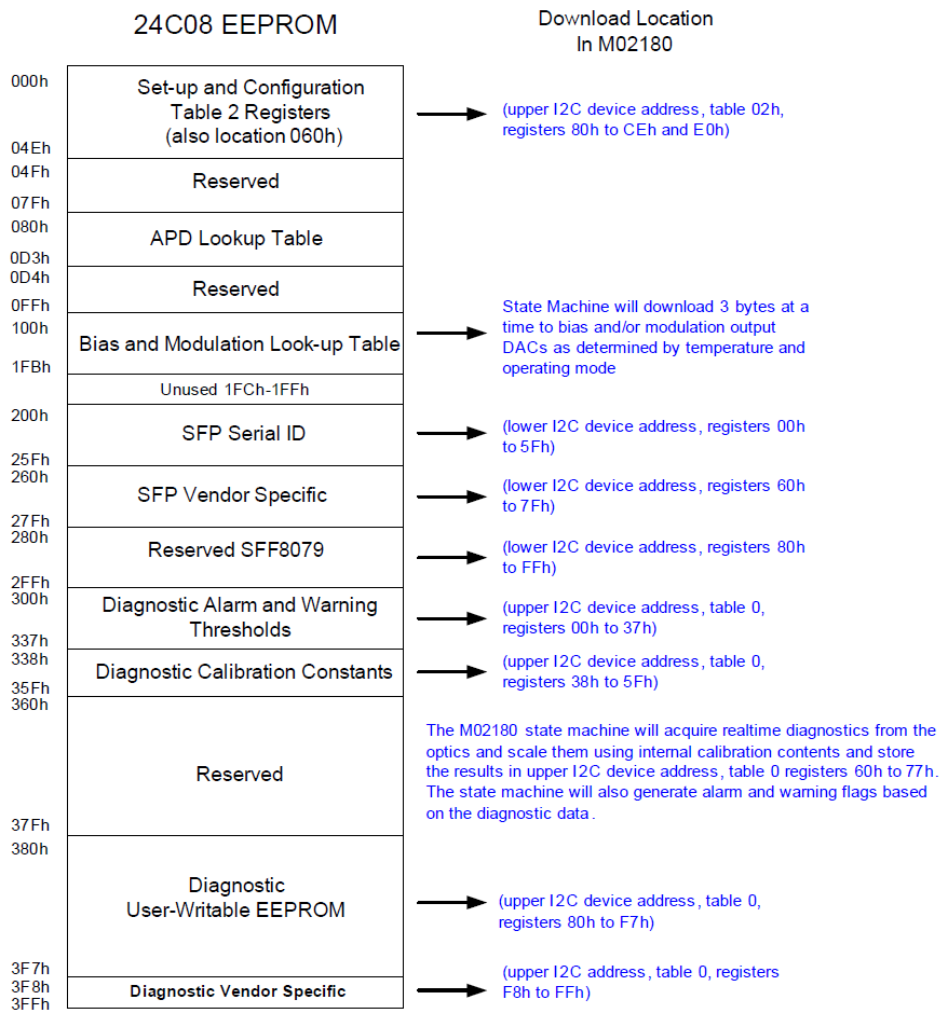 24C08 EEPROM
Download Location
In M02180
000h
Set-up and Configuration
Table 2 Registers
(also location 060h)
(upper I2C device address, table 02h,
registers 80h to CEh and E0h)
04Eh
04Fh
Reserved
07Fh
080h
APD Lookup Table
0D3h
0D4h
Reserved
0FFh
100h
Bias and Modulation Look-up Table
State Machine will download 3 bytes at a
time to bias and/or modulation output
DACs as determined by temperature and
operating mode
1FBh
Unused 1FCh-1FFh
200h
SFP Serial ID
(lower I2C device address, registers 00h
to 5Fh)
25Fh
260h
SFP Vendor Specific
(lower I2C device address, registers 60h
to 7Fh)
27Fh
280h
Reserved SFF8079
(lower I2C device address, registers 80h
to FFh)
2FFh
300h
Diagnostic Alarm and Warning
Thresholds
(upper I2C device address, table 0,
registers 00h to 37h)
337h
338h
Diagnostic Calibration Constants
(upper I2C device address, table 0,
registers 38h to 5Fh)
35Fh
360h
Reserved
The M02180 state machine will acquire realtime diagnostics from the
optics and scale them using internal calibration contents and store
the results in upper I2C device address, table 0 registers 60h to 77h.
The state machine will also generate alarm and warning flags based
on the diagnostic data.
37Fh
380h
Diagnostic
User-Writable EEPROM
(upper I2C device address, table 0,
registers 80h to F7h)
3F7h
3F8h
Diagnostic Vendor Specific
(upper I2C address, table 0, registers
F8h to FFh)
3FFh